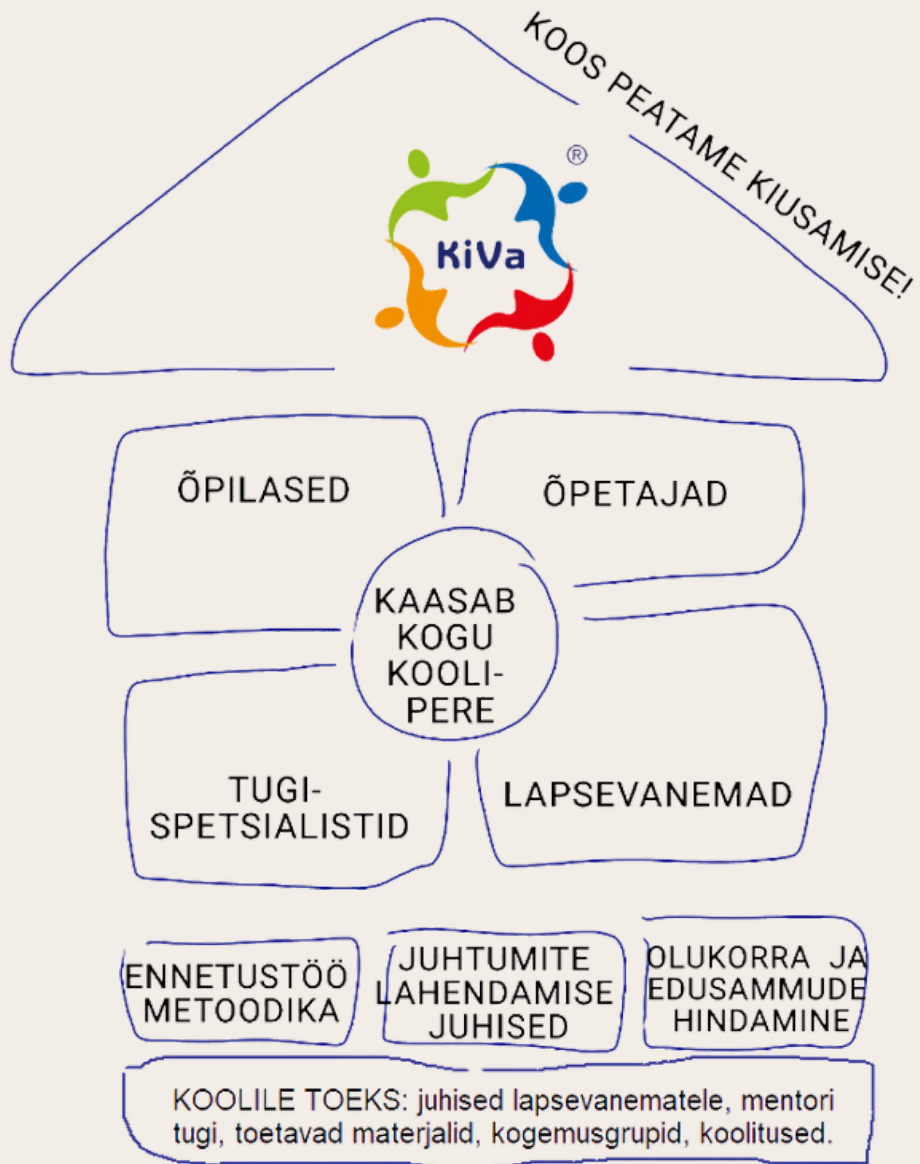 KOOS PEATAME KIUSAMISE!
®
KiVa
ÕPILASED
ÕPETAJAD
KAASAB
KOGU
KOOLI-
PERE
TUGI-
SPETSIALISTID
LAPSEVANEMAD
ENNETUSTÖÖ
METOODIKA
JUHTUMITE
LAHENDAMISE
JUHISED
OLUKORRA JA
EDUSAMMUDE
HINDAMINE
KOOLILE TOEKS: juhised lapsevanematele, mentori
tugi, toetavad materjalid, kogemusgrupid, koolitused.